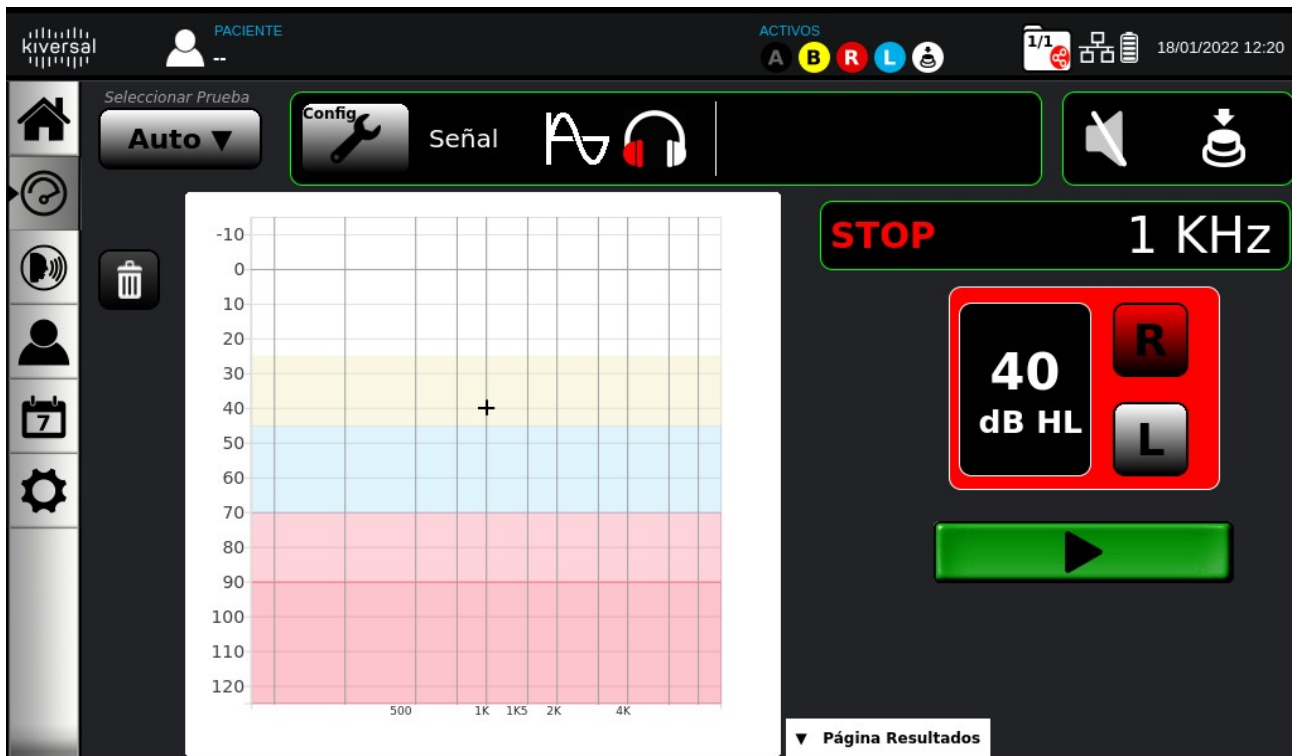 kiversal
PACIENTE
--
ACTIVOS
A B R L
1/1
18/01/2022 12:20
Seleccionar Prueba
Auto ▼
Config
Señal
7
STOP
1 KHz
40
dB HL
R
L
-10
0
10
20
30
40
50
60
70
80
90
100
110
120
500 1K 1K5 2K 4K
▼ Página Resultados